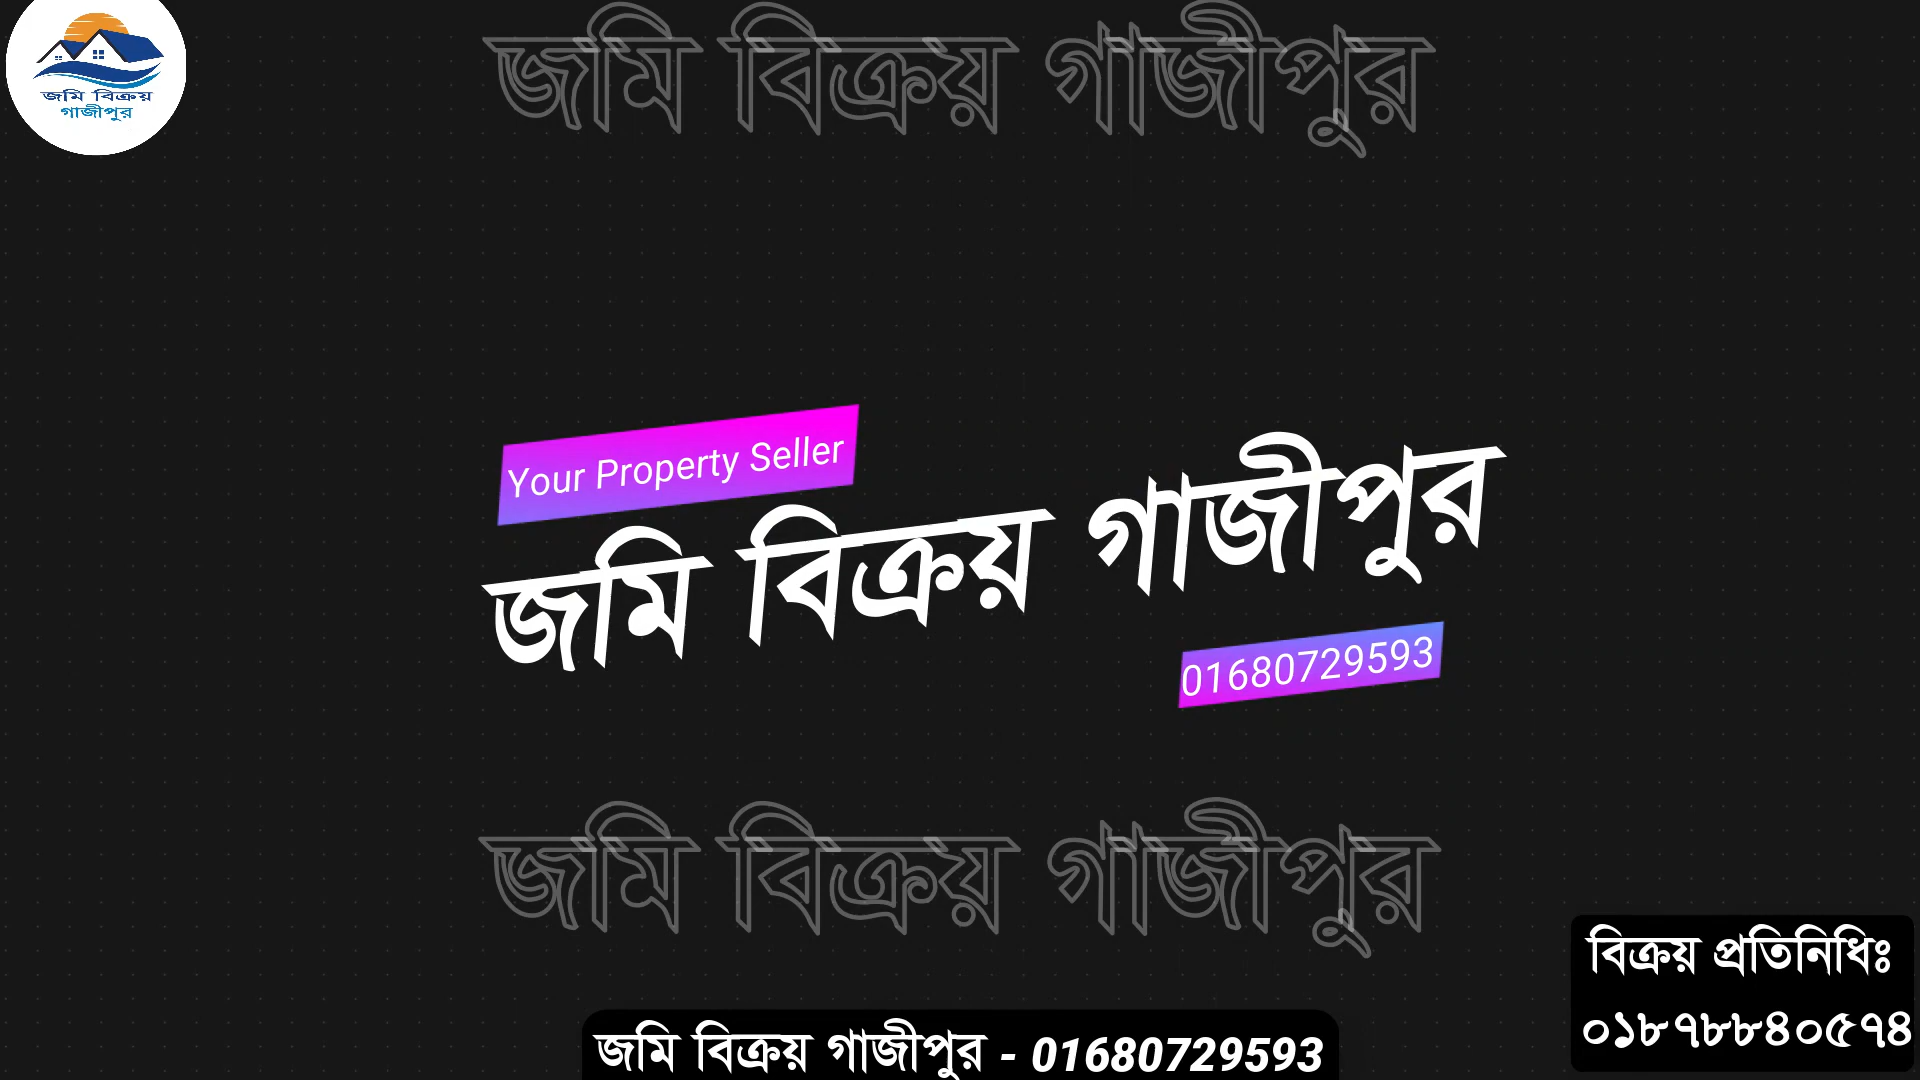 জমি বিক্রয়
গাজীপুর
জমি বিক্রয় গাজীপুর
Your Property Seller
জমি বিক্রয় গাজীপুর
01680729593
জমি বিক্রয় গাজীপুর
বিক্রয় প্রতিনিধিঃ
০১৮৭৮৮৪০৫৭৪
জমি বিক্রয় গাজীপুর - 01680729593